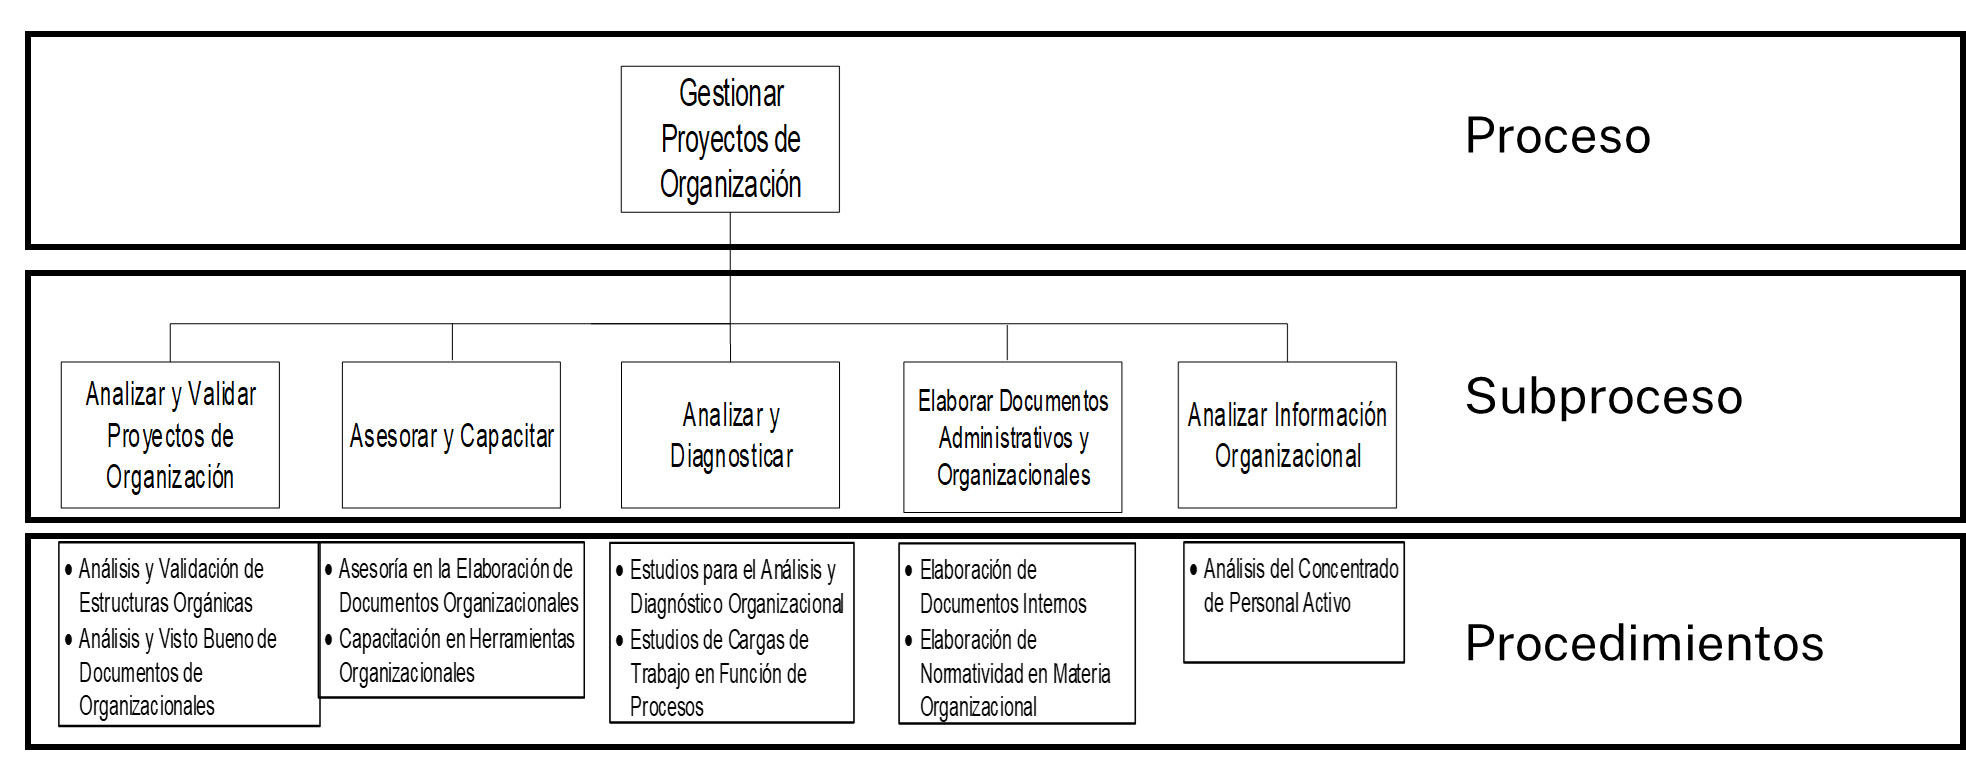 Gestionar
Proyectos de
Organización
Proceso
Analizar y Validar
Proyectos de
Organización
Asesorar y Capacitar
Analizar y
Diagnosticar
Elaborar Documentos
Administrativos y
Organizacionales
Analizar Información
Organizacional
Subproceso
• Análisis y Validación de
Estructuras Orgánicas
• Análisis y Visto Bueno de
Documentos de
Organizacionales
• Asesoría en la Elaboración de
Documentos Organizacionales
• Capacitación en Herramientas
Organizacionales
• Estudios para el Análisis y
Diagnóstico Organizacional
• Estudios de Cargas de
Trabajo en Función de
Procesos
• Elaboración de
Documentos Internos
• Elaboración de
Normatividad en Materia
Organizacional
• Análisis del Concentrado
de Personal Activo
Procedimientos